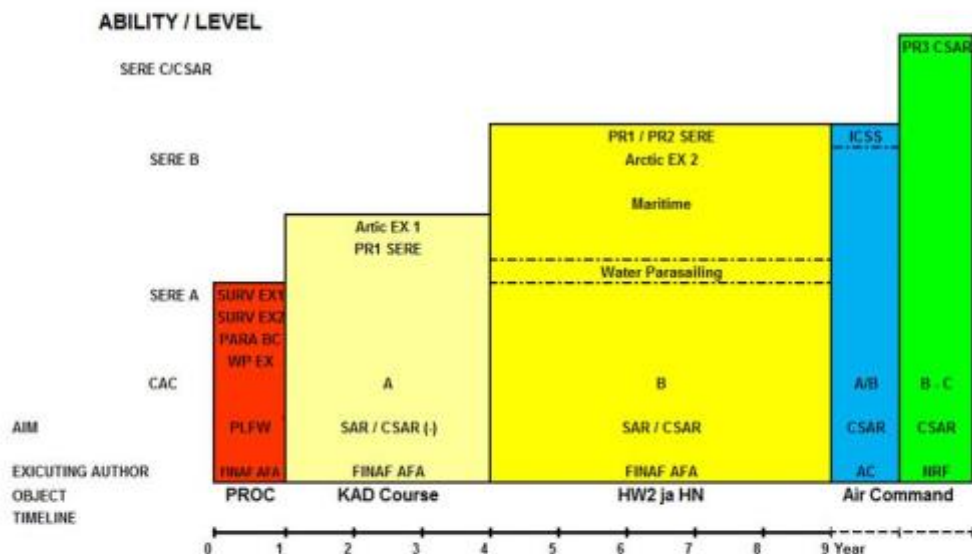 ABILITY / LEVEL
PR3 CSAR
SERE C/CSAR
PR1 / PR2 SERE ICSS
SERE B Arctic EX 2
Maritime
Artic EX 1
PR1 SERE
Water Parasailing
SERE A SURV EX1
SURV EX2
PARA BC
WP EX
CAC A B A/B B - C
AIM PLFW SAR / CSAR (-) SAR / CSAR CSAR CSAR
EXICUTING AUTHOR FINAF AFA FINAF AFA FINAF AFA AC NRF
OBJECT PROC KAD Course HW2 ja HN Air Command
TIMELINE
0 1 2 3 4 5 6 7 8 9 Year